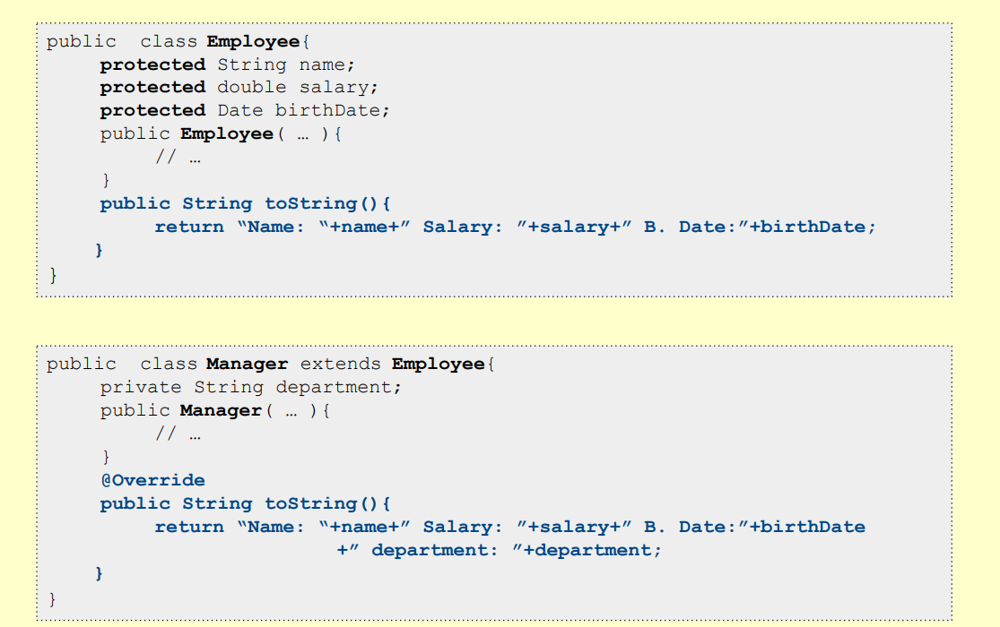 public  class Employee{
protected String name;
protected double salary;
protected Date birthDate;
public Employee( … ){
// …
}
public String toString(){
return “Name: “+name+” Salary: ”+salary+” B. Date:”+birthDate;
}
}
public  class Manager extends Employee{
private String department;
public Manager( … ){
// …
}
@Override
public String toString(){
return “Name: “+name+” Salary: ”+salary+” B. Date:”+birthDate
+” department: ”+department;
}
}